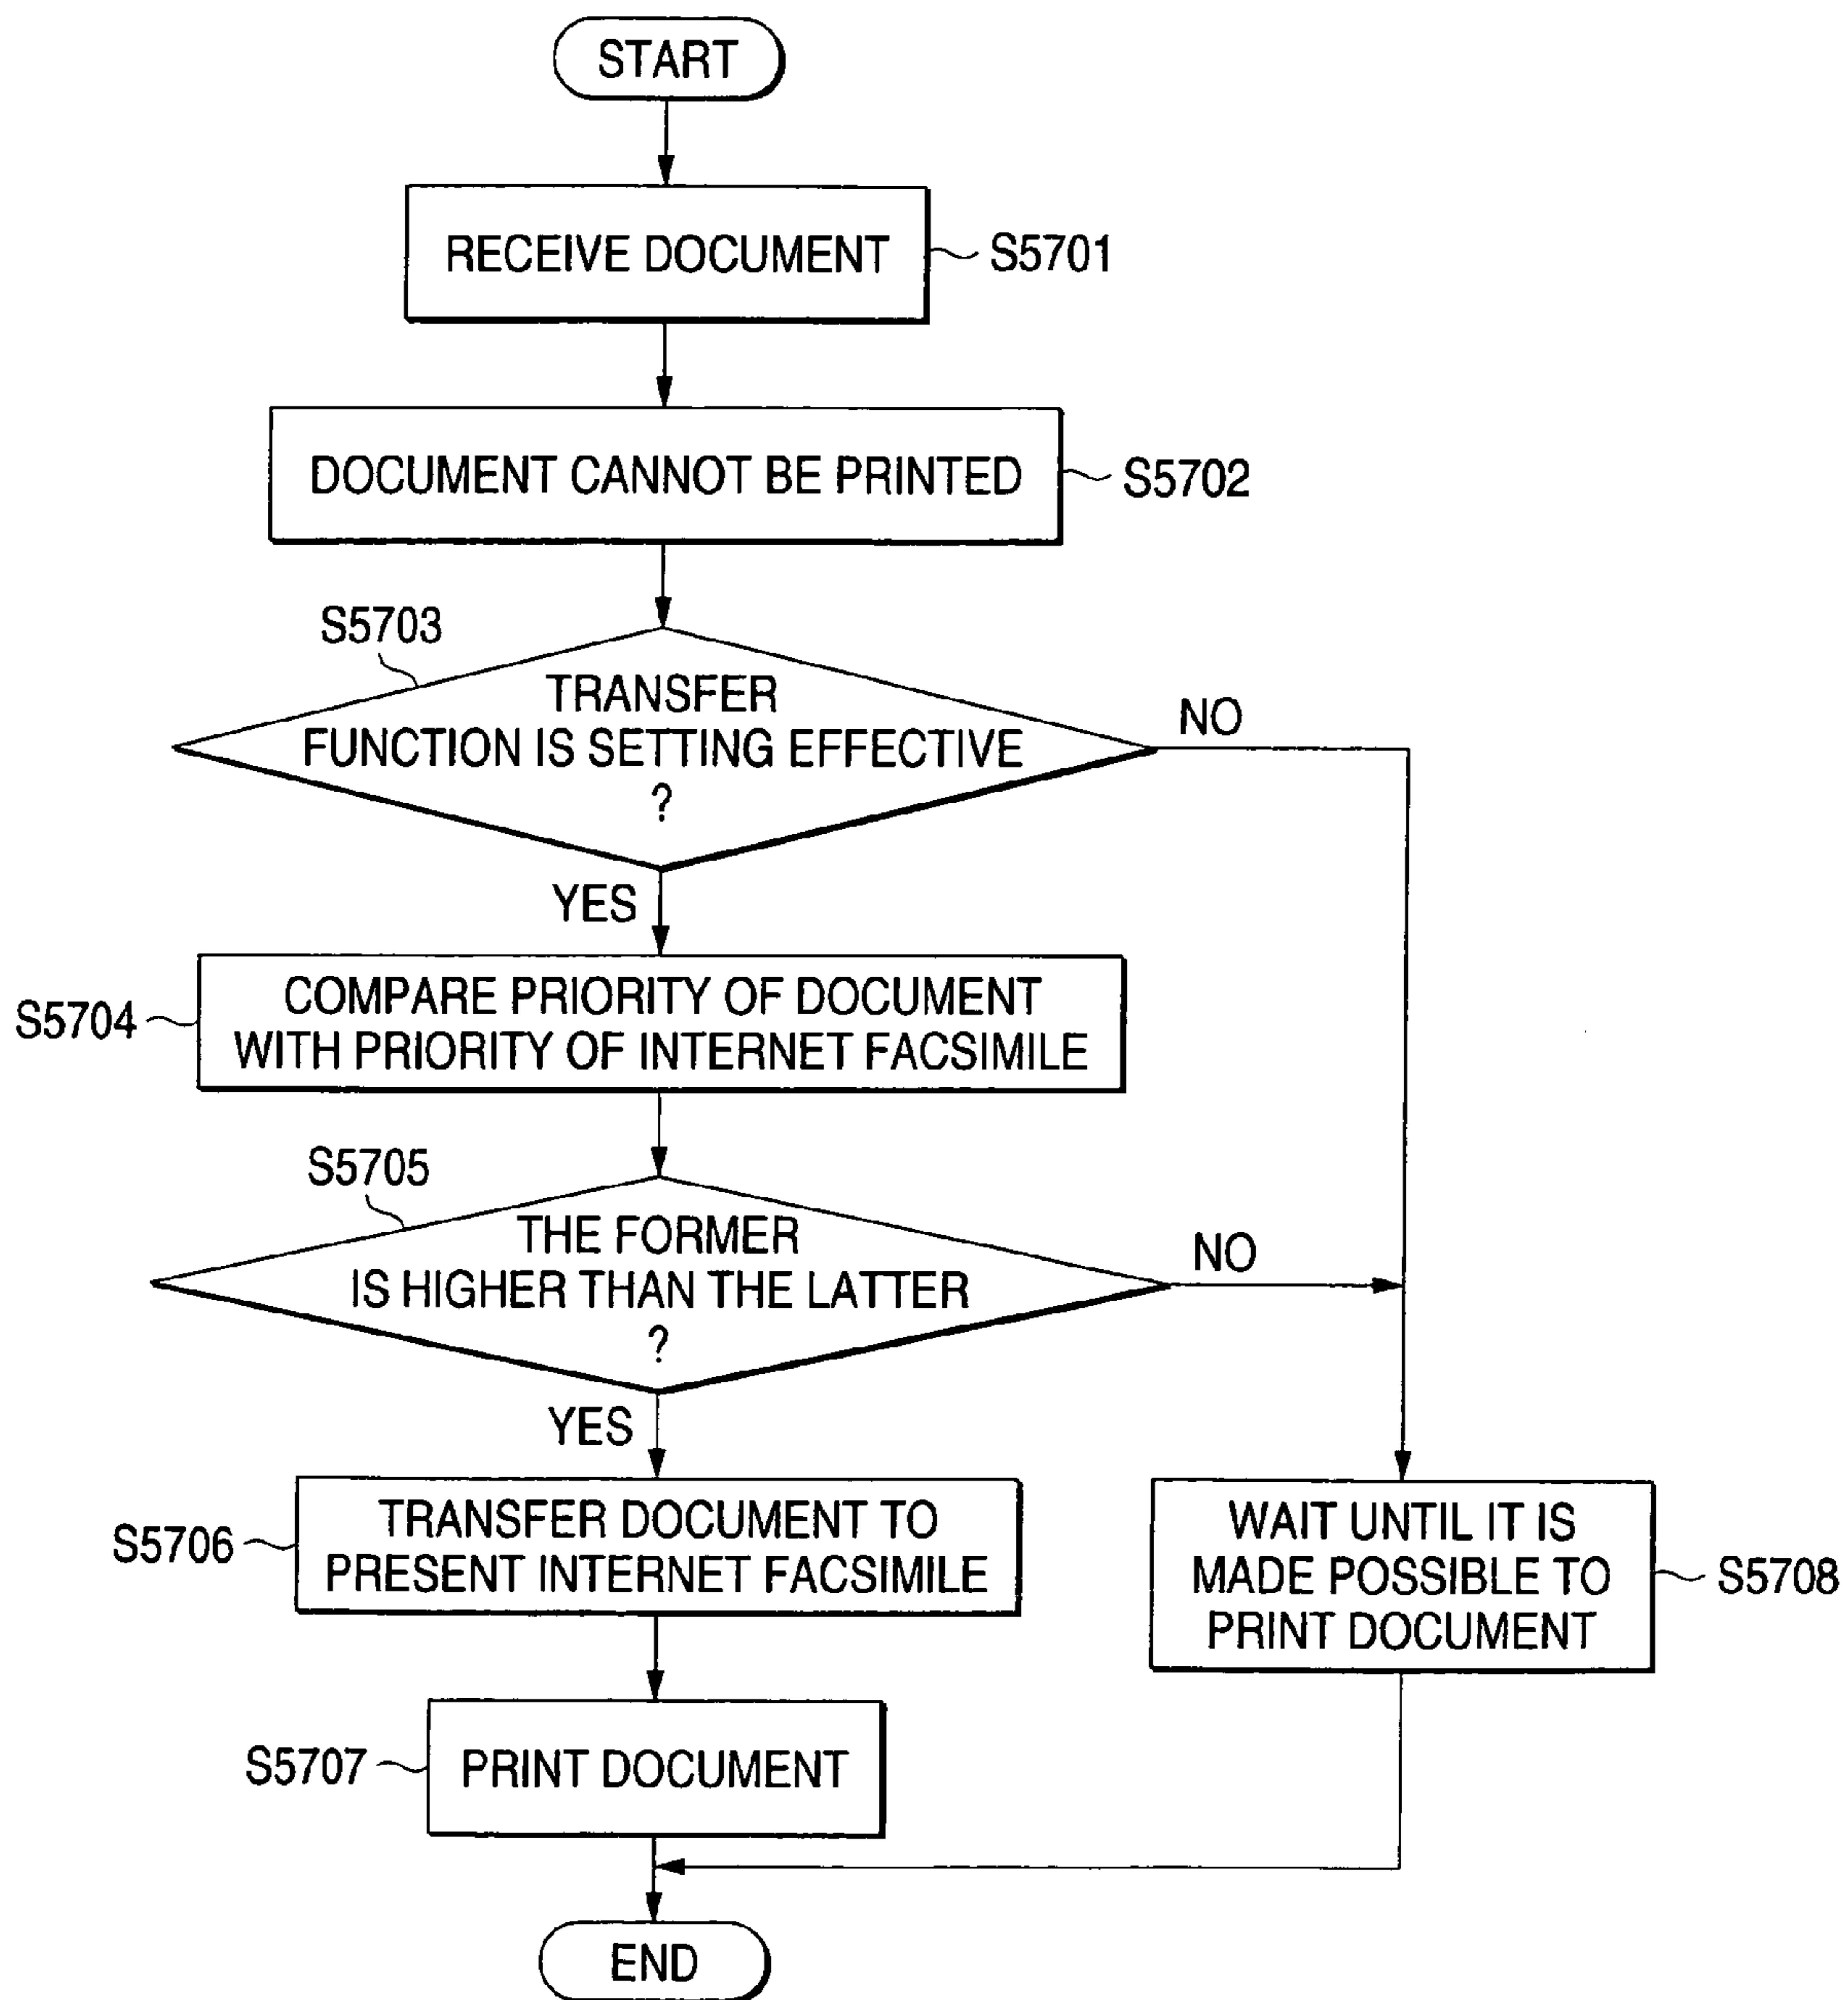 START
RECEIVE DOCUMENT
S5701
DOCUMENT CANNOT BE PRINTED
S5702
S5703
TRANSFER
FUNCTION IS SETTING EFFECTIVE
?
NO
YES
S5704
COMPARE PRIORITY OF DOCUMENT
WITH PRIORITY OF INTERNET FACSIMILE
S5705
THE FORMER
IS HIGHER THAN THE LATTER
?
NO
YES
S5706
TRANSFER DOCUMENT TO
PRESENT INTERNET FACSIMILE
WAIT UNTIL IT IS
MADE POSSIBLE TO
PRINT DOCUMENT
S5708
S5707
PRINT DOCUMENT
END